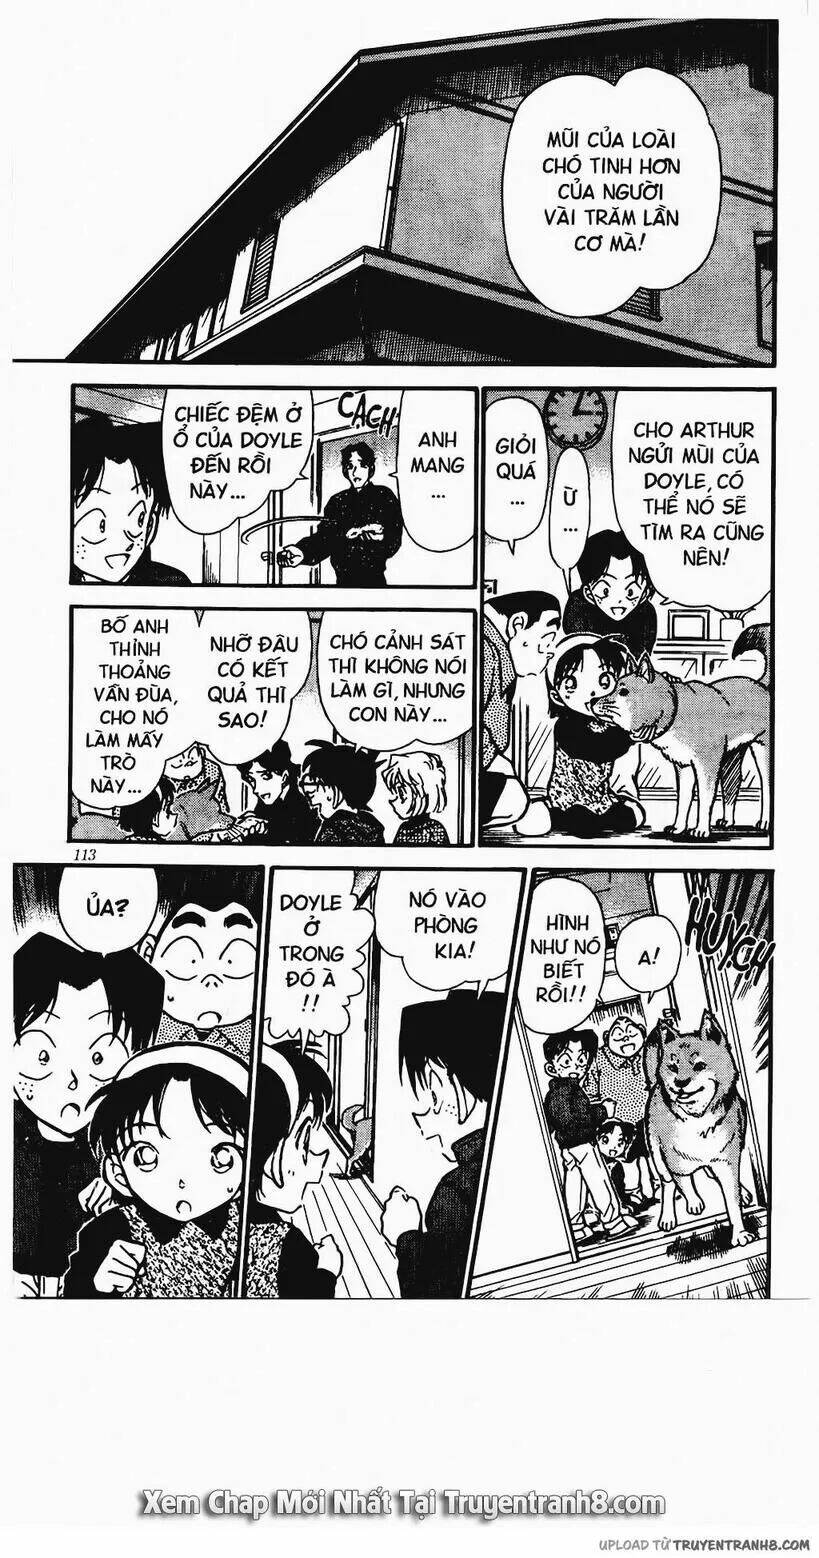 MŨI CỦA LOÀI
CHÓ TINH HƠN
CỦA NGƯỜI
VÀI TRĂM LẦN
CƠ MÀ!
CHO ARTHUR
NGỬI MÙI CỦA
DOYLE, CÓ
THỂ NÓ SẼ
TÌM RA CŨNG
NÊN!
Ừ
...
GIỎI
QUÁ
...
ANH
MANG
...
CẠCH
CHIẾC ĐỆM Ở
Ổ CỦA DOYLE
ĐẾN RỒI
NÀY...
CHÓ CẢNH SÁT
THÌ KHÔNG NÓI
LÀM GÌ, NHƯNG
CON NÀY...
NHỠ ĐÂU
CÓ KẾT
QUẢ THÌ
SAO!
BỐ ANH
THỈNH
THOẢNG
VẪN ĐÙA,
CHO NÓ
LÀM MẤY
TRÒ
NÀY...
113
HUỴCH
A!
HÌNH
NHƯ NÓ
BIẾT
RỒI!!
NÓ VÀO
PHÒNG
KIA!
DOYLE
Ở
TRONG
ĐÓ À
!!
ỦA?
Xem Chap Mới Nhất Tại Truyentranh8.com
UPLOAD TỪ TRUYENTRANH8.COM